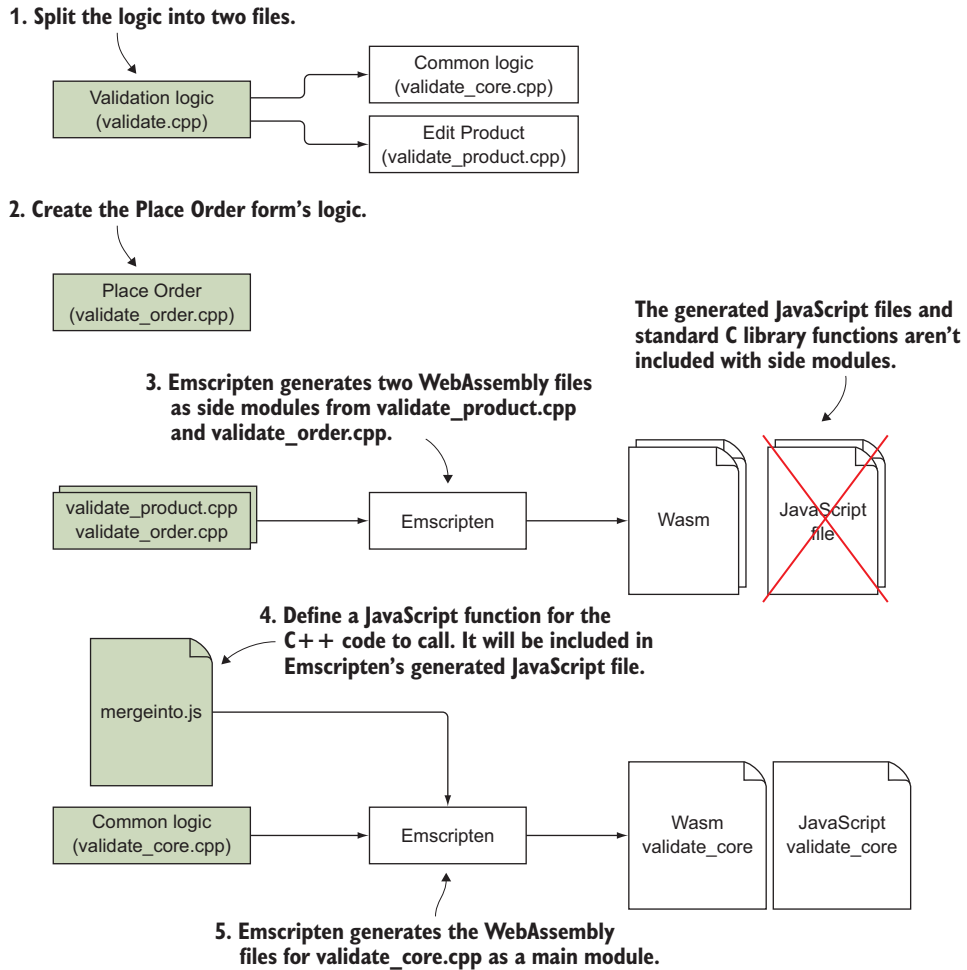 1. Split the logic into two files.
Common logic
(validate_core.cpp)
Validation logic
(validate.cpp)
Edit Product
(validate_product.cpp)
2. Create the Place Order form's logic.
Place Order
(validate_order.cpp)
The generated JavaScript files and
standard C library functions aren't
included with side modules.
3. Emscripten generates two WebAssembly files
as side modules from validate_product.cpp
and validate_order.cpp.
validate_product.cpp
validate_order.cpp
Emscripten
Wasm
JavaScript
file
4. Define a JavaScript function for the
C++ code to call. It will be included in
Emscripten's generated JavaScript file.
mergeinto.js
Common logic
(validate_core.cpp)
Emscripten
Wasm
validate_core
JavaScript
validate_core
5. Emscripten generates the WebAssembly
files for validate_core.cpp as a main module.